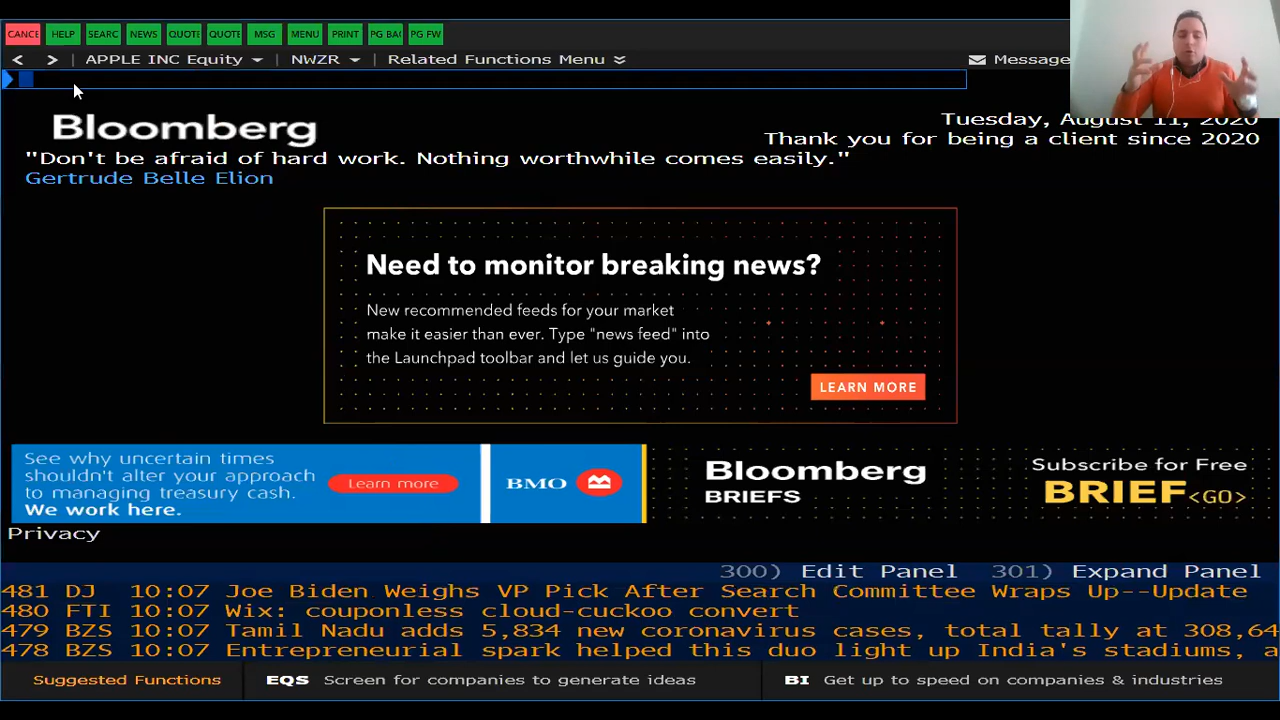 CANCE HELP SEARC NEWS QUOTE QUOTE MSG MENU PRINT PG BAC PG FW
< > APPLE INC Equity NWZR Related Functions Menu Message
Bloomberg
Tuesday, August 11, 2020
Thank you for being a client since 2020
"Don't be afraid of hard work. Nothing worthwhile comes easily."
Gertrude Belle Elion
Need to monitor breaking news?
New recommended feeds for your market
make it easier than ever. Type "news feed" into
the Launchpad toolbar and let us guide you.
LEARN MORE
See why uncertain times
shouldn't alter your approach
to managing treasury cash.
We work here.
Learn more
BMO
Bloomberg
BRIEFS
Subscribe for Free
BRIEF<GO>
Privacy
300) Edit Panel 301) Expand Panel
481 DJ 10:07 Joe Biden Weighs VP Pick After Search Committee Wraps Up--Update
480 FTI 10:07 Wix: couponless cloud-cuckoo convert
479 BZS 10:07 Tamil Nadu adds 5,834 new coronavirus cases, total tally at 308,64
478 BZS 10:07 Entrepreneurial spark helped this duo light up India's stadiums, a
Suggested Functions EQS Screen for companies to generate ideas BI Get up to speed on companies & industries